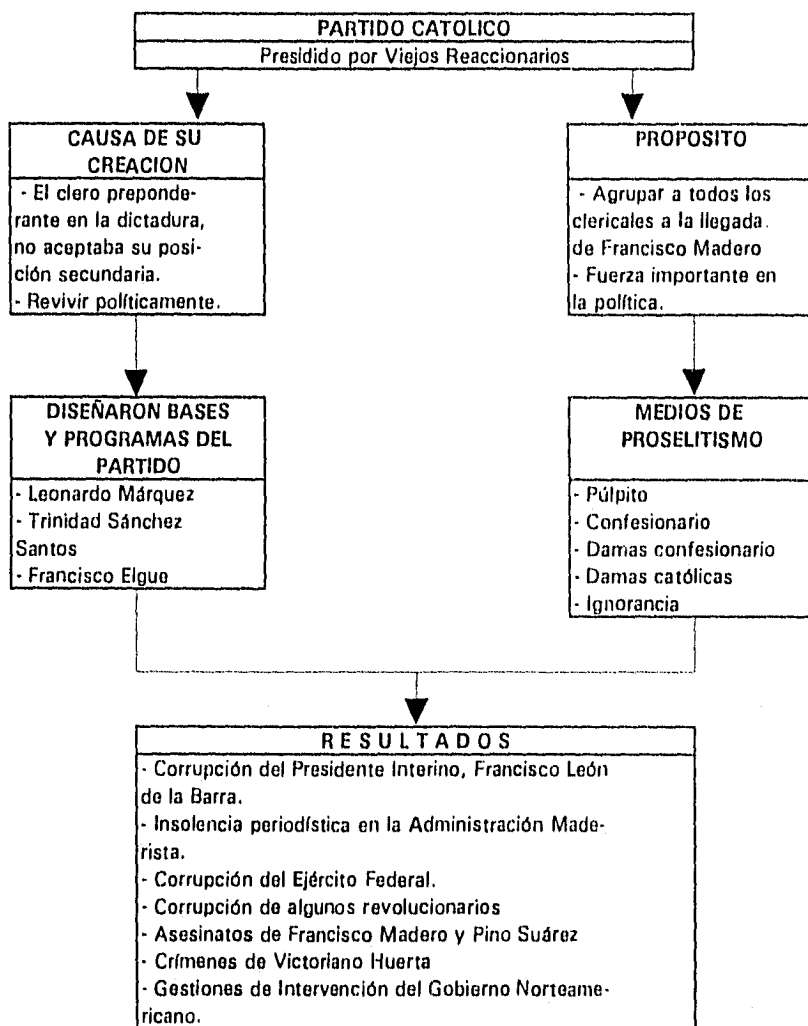 PARTIDO CATOLICO
Presidido por Viejos Reaccionarios
CAUSA DE SU
CREACION
- El clero preponde-
rante en la dictadura,
no aceptaba su posi-
ción secundaria.
- Revivir políticamente.
PROPOSITO
- Agrupar a todos los
clericales a la llegada.
de Francisco Madero
- Fuerza importante en
la política.
DISEÑARON BASES
Y PROGRAMAS DEL
PARTIDO
- Leonardo Márquez
- Trinidad Sánchez
Santos
- Francisco Elgue
MEDIOS DE
PROSELITISMO
- Púlpito
- Confesionario
- Damas confesionario
- Damas católicas
- Ignorancia
RESULTADOS
- Corrupción del Presidente Interino, Francisco León
de la Barra.
- Insolencia periodística en la Administración Made-
rista.
- Corrupción del Ejército Federal.
- Corrupción de algunos revolucionarios
- Asesinatos de Francisco Madero y Pino Suárez
- Crímenes de Victoriano Huerta
- Gestiones de Intervención del Gobierno Norteame-
ricano.